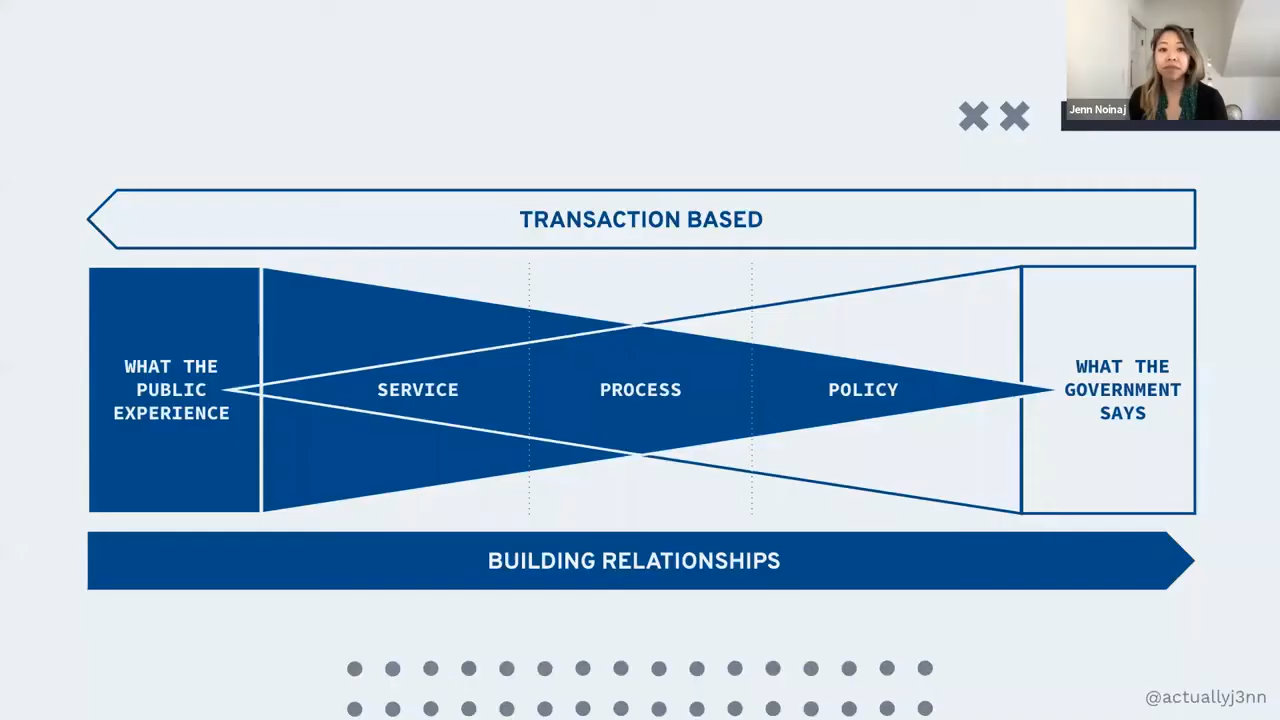 Jenn Noinaj
TRANSACTION BASED
WHAT THE
PUBLIC
EXPERIENCE
SERVICE
PROCESS
POLICY
WHAT THE
GOVERNMENT
SAYS
BUILDING RELATIONSHIPS
@actuallyj3nn